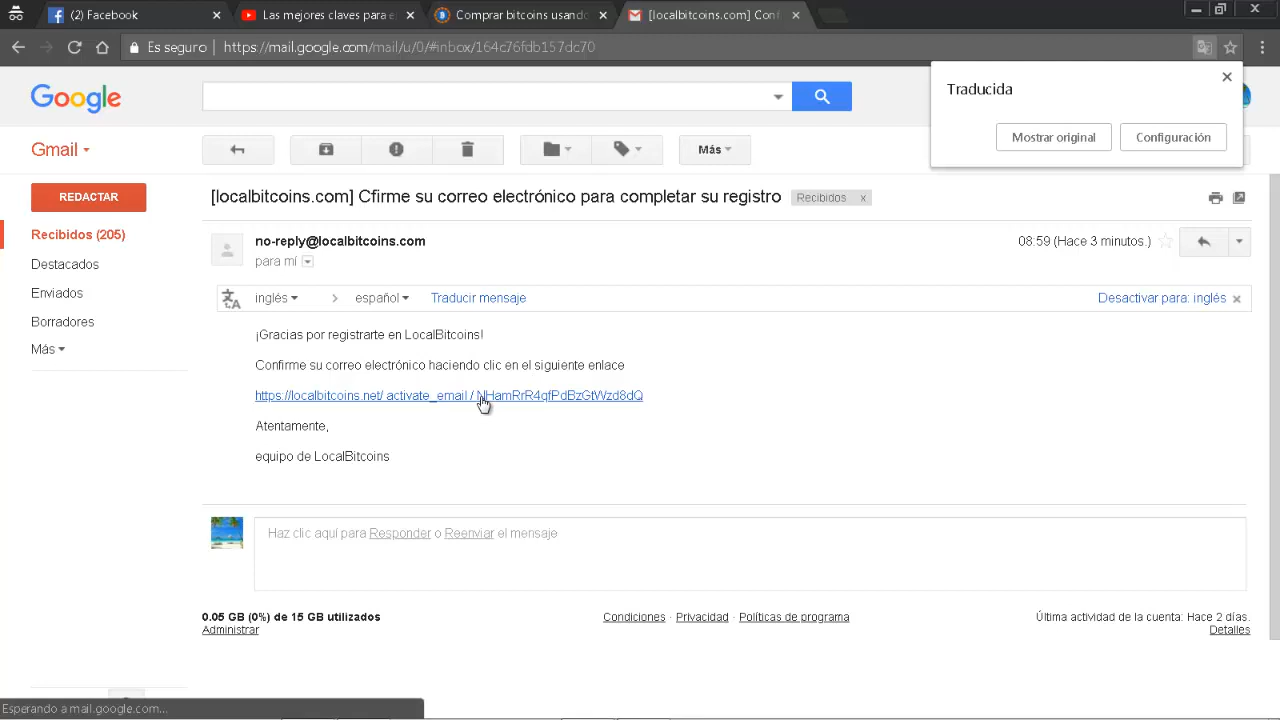 (2) Facebook
Las mejores claves para e
Comprar bitcoins usando
[localbitcoins.com] Conf
Es seguro
https://mail.google.com/mail/u/0/#inbox/164c76fdb157dc70
Google
Traducida
Mostrar original
Configuración
Gmail
Más
REDACTAR
[localbitcoins.com] Cfirme su correo electrónico para completar su registro
Recibidos x
Recibidos (205)
no-reply@localbitcoins.com
08:59 (Hace 3 minutos.)
para mí
Destacados
Enviados
Borradores
Más
inglés
español
Traducir mensaje
Desactivar para: inglés
¡Gracias por registrarte en LocalBitcoins!
Confirme su correo electrónico haciendo clic en el siguiente enlace
https://localbitcoins.net/ activate_email / NHamRrR4qfPdBzGtWzd8dQ
Atentamente,
equipo de LocalBitcoins
Haz clic aquí para Responder o Reenviar el mensaje
0.05 GB (0%) de 15 GB utilizados
Administrar
Condiciones · Privacidad · Políticas de programa
Última actividad de la cuenta: Hace 2 días.
Detalles
Esperando a mail.google.com...